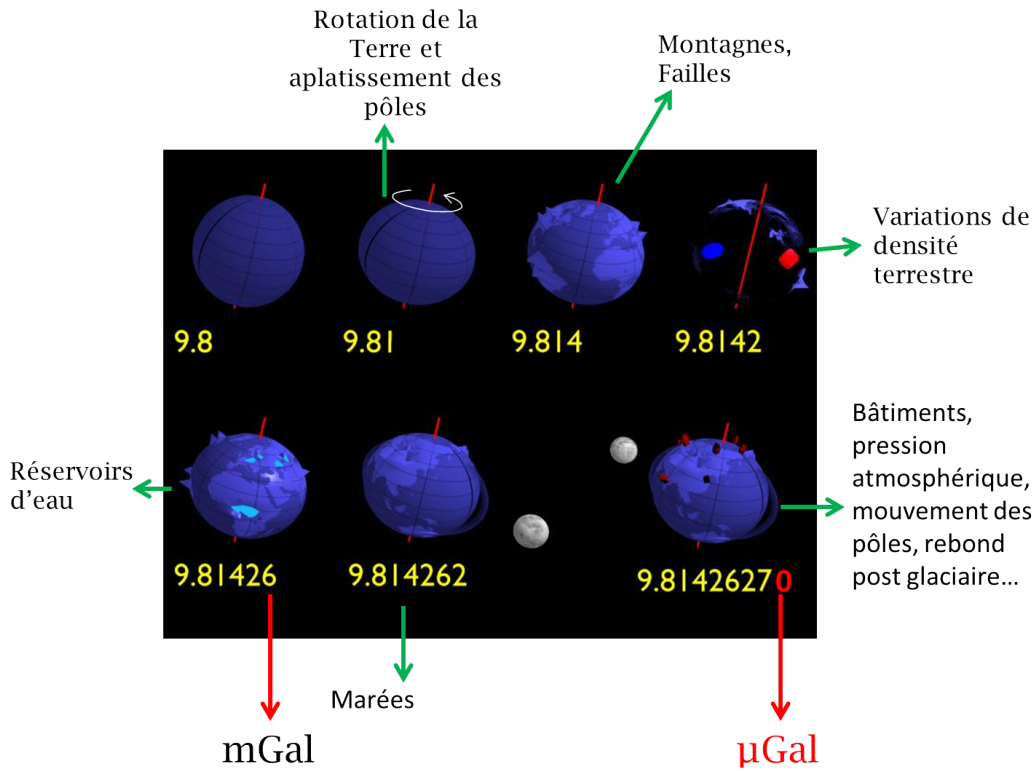 Rotation de la
Terre et
aplatissement des
pôles
Montagnes,
Failles
Variations de
densité
terrestre
9.8
9.81
9.814
9.8142
Réservoirs
d'eau
Bâtiments,
pression
atmosphérique,
mouvement des
pôles, rebond
post glaciaire...
9.81426
9.814262
9.81426270
Marées
mGal
µGal